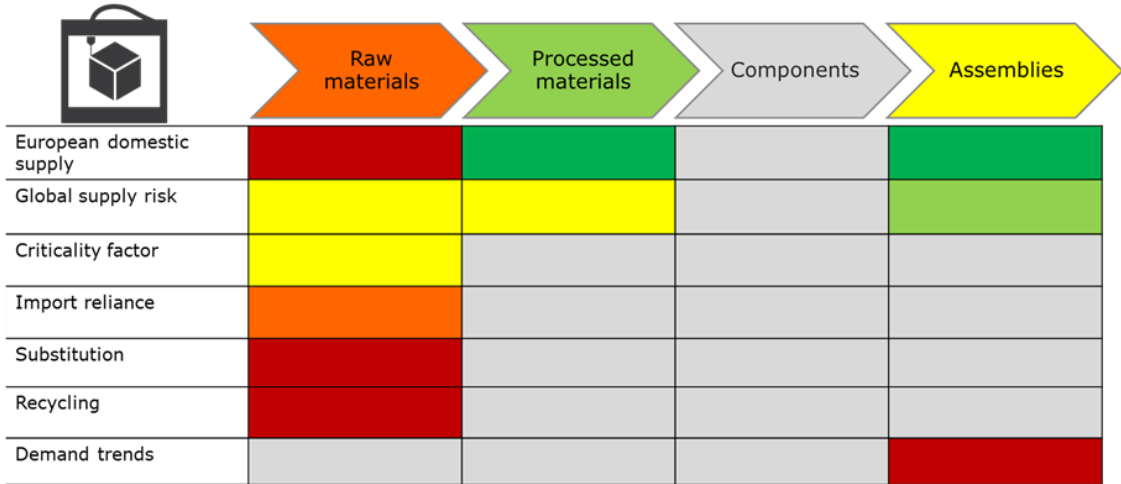 Raw
materials
Processed
materials
Components
Assemblies
European domestic
supply
Global supply risk
Criticality factor
Import reliance
Substitution
Recycling
Demand trends